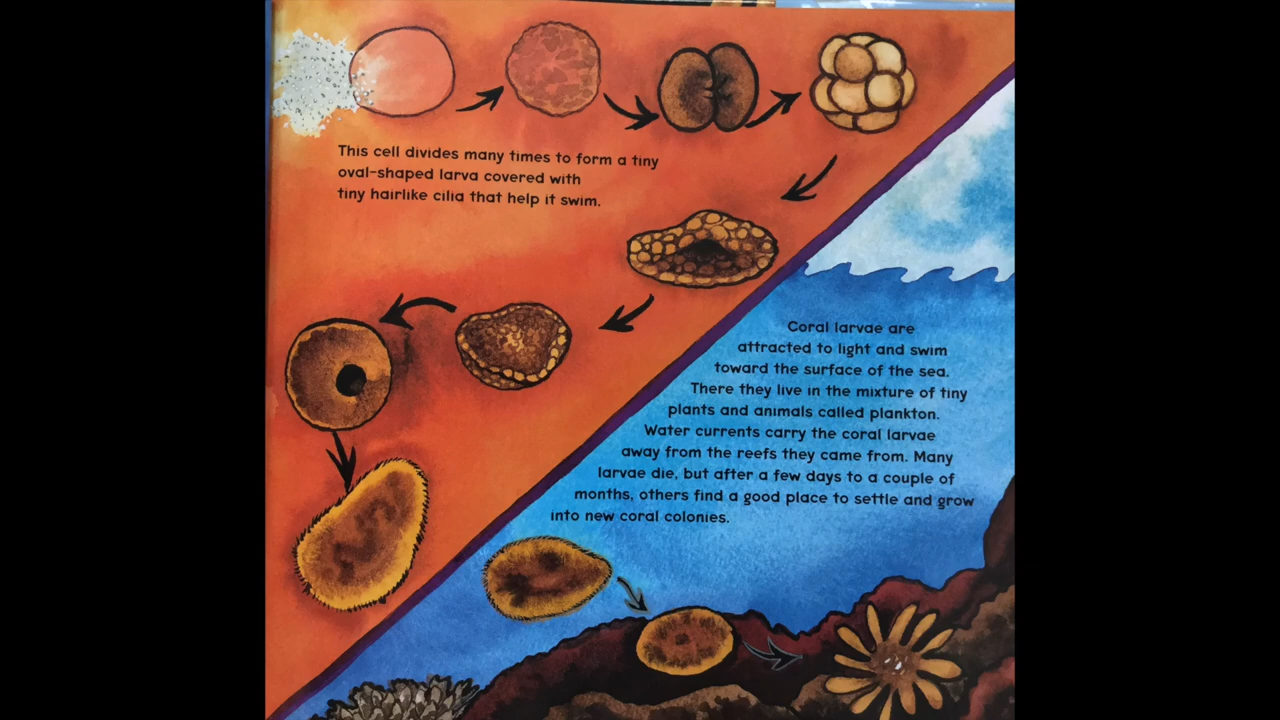 This cell divides many times to form a tiny
oval-shaped larva covered with
tiny hairlike cilia that help it swim.
Coral larvae are
attracted to light and swim
toward the surface of the sea.
There they live in the mixture of tiny
plants and animals called plankton.
Water currents carry the coral larvae
away from the reefs they came from. Many
larvae die, but after a few days to a couple of
months, others find a good place to settle and grow
into new coral colonies.